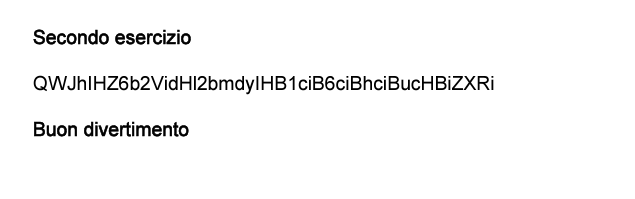 Secondo esercizio
QWJhIHZ6b2VidHl2bmdyIHB1ciB6ciBhciBucHBiZXRi
Buon divertimento